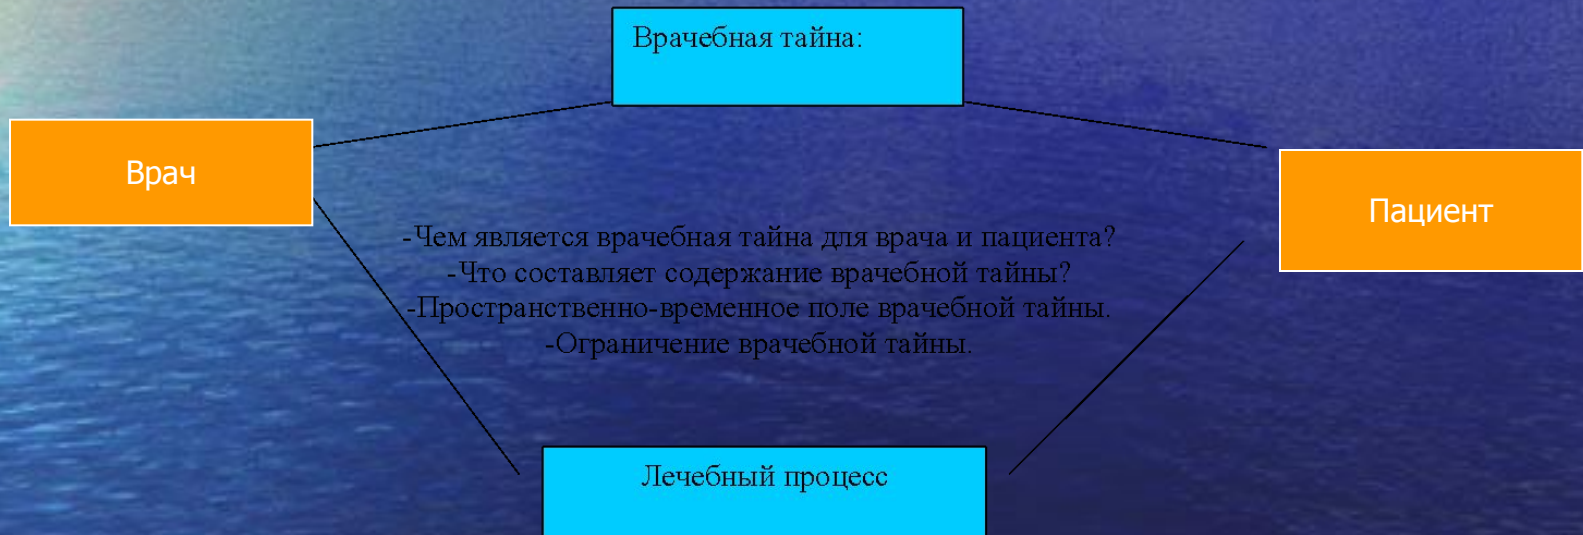 Врачебная тайна:
Врач
Пациент
-Чем является врачебная тайна для врача и пациента?
-Что составляет содержание врачебной тайны?
-Пространственно-временное поле врачебной тайны.
-Ограничение врачебной тайны.
Лечебный процесс